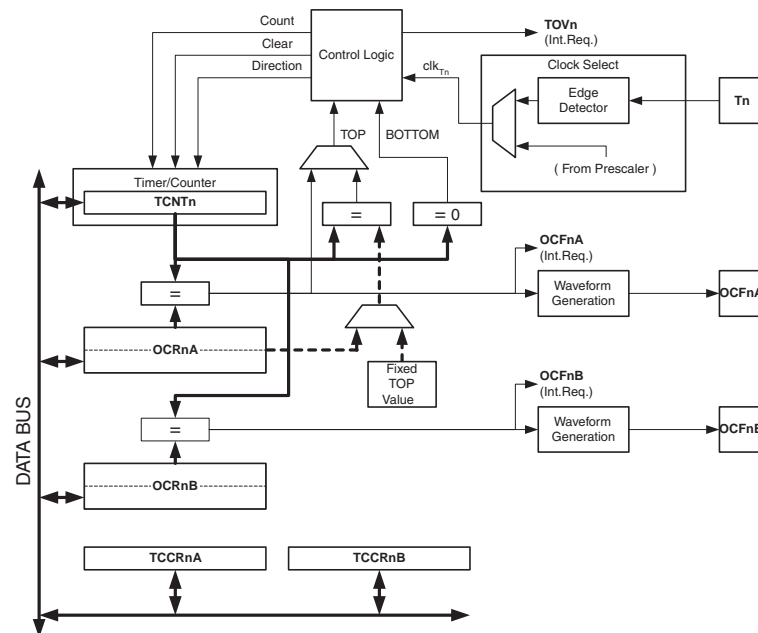 Count
Clear
Direction
Control Logic
TOVn
(Int.Req.)
clkTn
Clock Select
Edge
Detector
Tn
( From Prescaler )
TOP
BOTTOM
Timer/Counter
TCNTn
=
= 0
OCFnA
(Int.Req.)
=
Waveform
Generation
OCFnA
OCRnA
Fixed
TOP
Value
OCFnB
(Int.Req.)
=
Waveform
Generation
OCFnB
OCRnB
DATA BUS
TCCRnA
TCCRnB